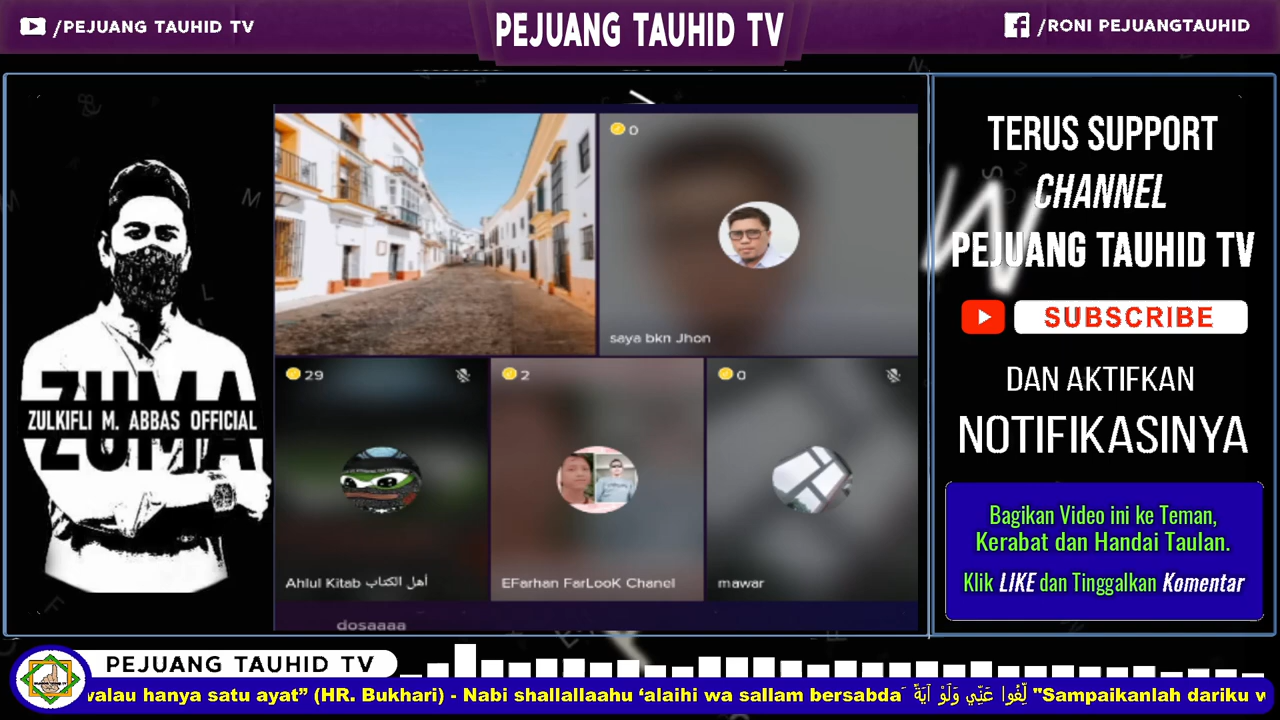 /PEJUANG TAUHID TV
PEJUANG TAUHID TV
/RONI PEJUANGTAUHID
TERUS SUPPORT
CHANNEL
PEJUANG TAUHID TV
SUBSCRIBE
DAN AKTIFKAN
NOTIFIKASINYA
Bagikan Video ini ke Teman,
Kerabat dan Handai Taulan.
Klik LIKE dan Tinggalkan Komentar
ZUMA
ZULKIFLI M. ABBAS OFFICIAL
0
saya bkn Jhon
29
2
0
Ahlul Kitab أهل الكتاب
EFarhan FarLooK Chanel
mawar
dosaaaa
PEJUANG TAUHID TV
walau hanya satu ayat” (HR. Bukhari) - Nabi shallallaahu ‘alaihi wa sallam bersabda لِّغُوا عَنِّي وَلَوْ آيَةً "Sampaikanlah dariku w